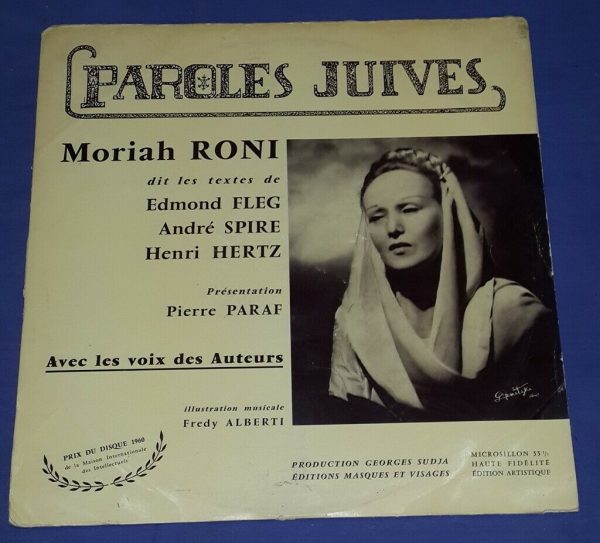 PAROLES JUIVES
Moriah RONI
dit les textes de
Edmond FLEG
André SPIRE
Henri HERTZ
Présentation
Pierre PARAF
Avec les voix des Auteurs
illustration musicale
Fredy ALBERTI
PRIX DU DISQUE 1960
de la Maison Internationale
des Intellectuels
PRODUCTION GEORGES SUDJA
ÉDITIONS MASQUES ET VISAGES
MICROSILLON 33 1/3
HAUTE FIDÉLITÉ
ÉDITION ARTISTIQUE